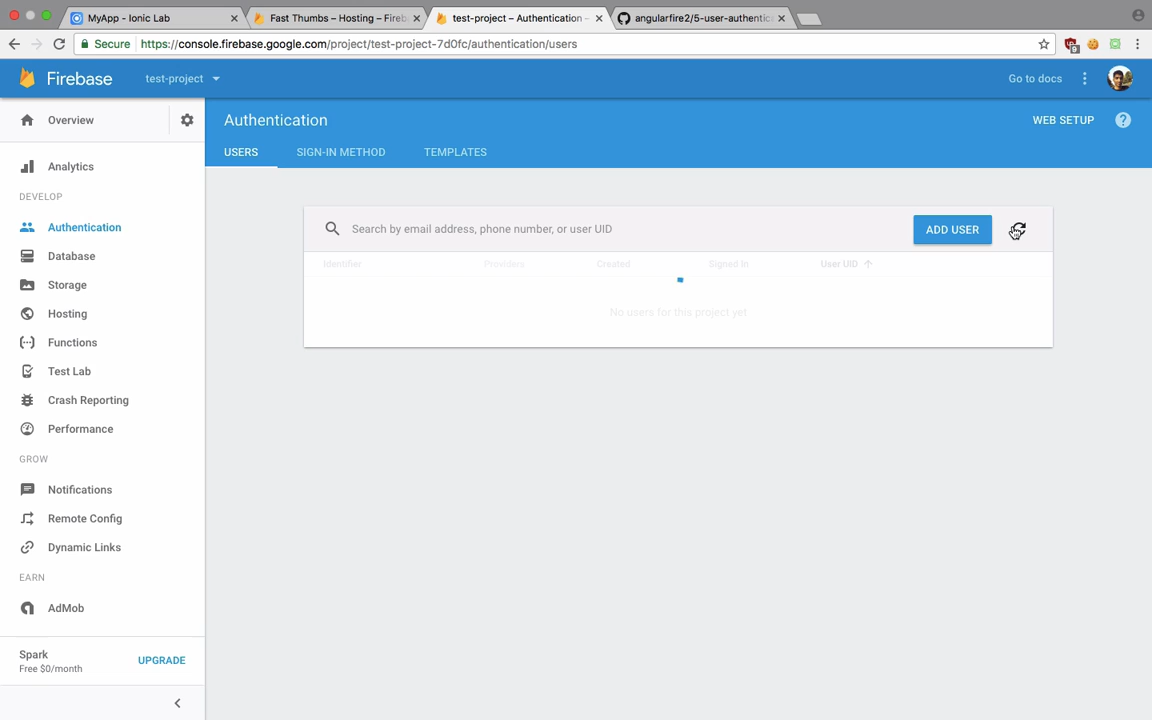 MyApp - Ionic Lab
Fast Thumbs – Hosting – Fireb
test-project – Authentication –
angularfire2/5-user-authentic
Secure
https://console.firebase.google.com/project/test-project-7d0fc/authentication/users
9
Firebase
test-project
Go to docs
Overview
Authentication
WEB SETUP
?
USERS
SIGN-IN METHOD
TEMPLATES
Analytics
DEVELOP
Authentication
Database
Storage
Hosting
Functions
Test Lab
Crash Reporting
Performance
GROW
Notifications
Remote Config
Dynamic Links
EARN
AdMob
Spark
Free $0/month
UPGRADE
Search by email address, phone number, or user UID
ADD USER
Identifier
Providers
Created
Signed In
User UID
No users for this project yet